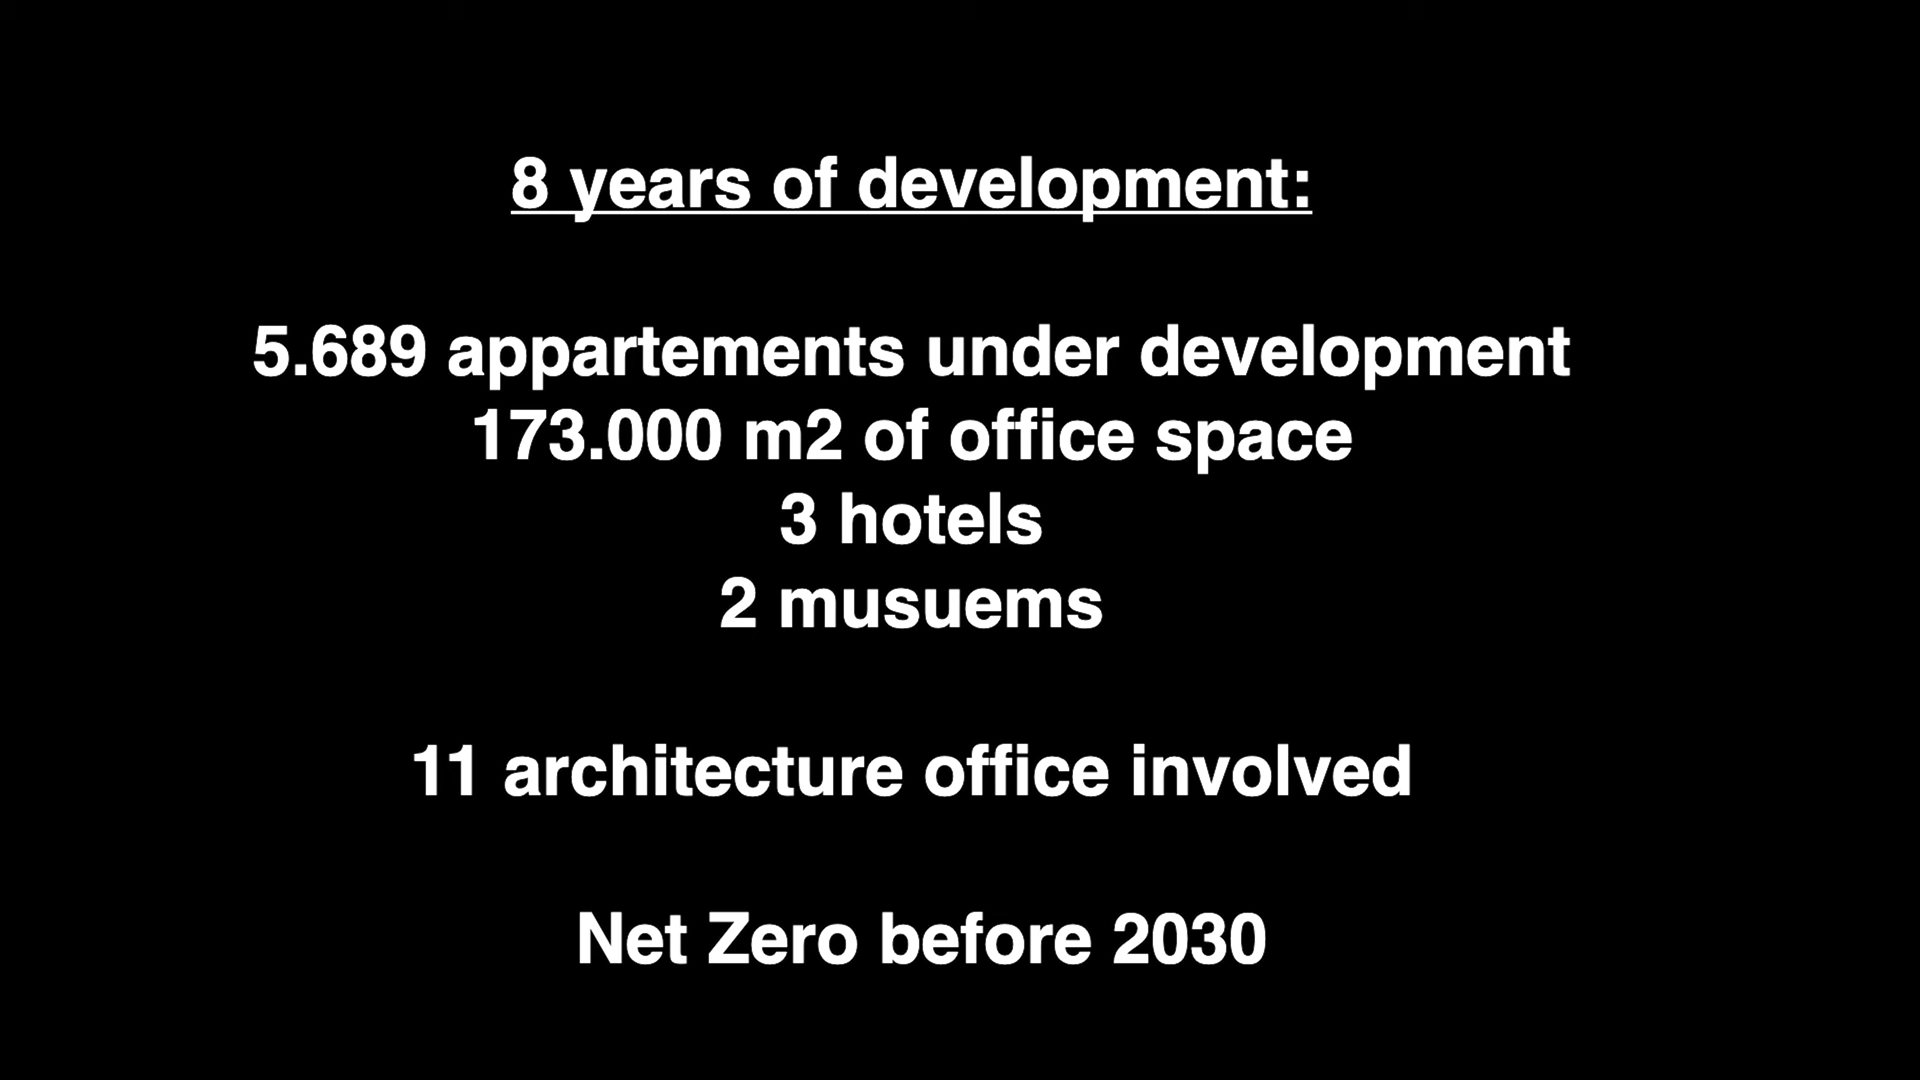 8 years of development:
5.689 appartements under development
173.000 m2 of office space
3 hotels
2 musuems
11 architecture office involved
Net Zero before 2030